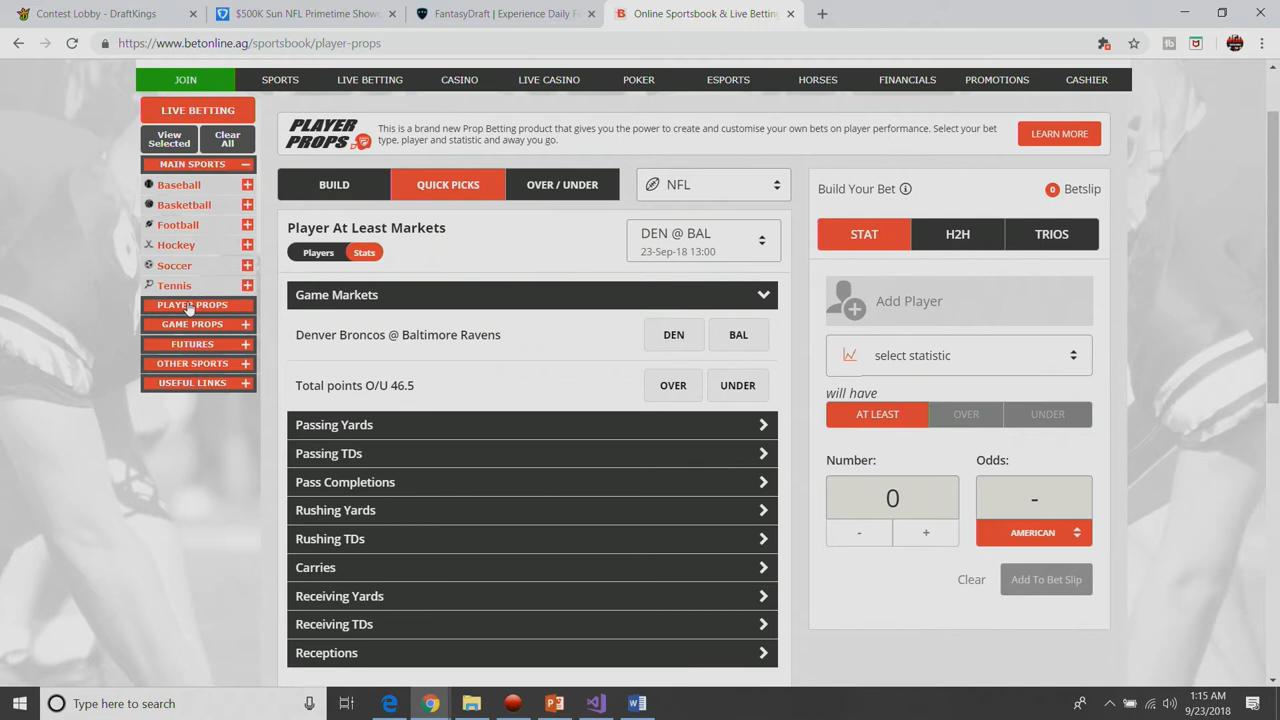 Contest Lobby - DraftKings
$500K Sun NFL Primetime Showd
FantasyDraft | Experience Daily F
Online Sportsbook & Live Betting
https://www.betonline.ag/sportsbook/player-props
JOIN
SPORTS
LIVE BETTING
CASINO
LIVE CASINO
POKER
ESPORTS
HORSES
FINANCIALS
PROMOTIONS
CASHIER
LIVE BETTING
View Selected
Clear All
MAIN SPORTS
Baseball
Basketball
Football
Hockey
Soccer
Tennis
PLAYER PROPS
GAME PROPS
FUTURES
OTHER SPORTS
USEFUL LINKS
PLAYER PROPS
This is a brand new Prop Betting product that gives you the power to create and customise your own bets on player performance. Select your bet
type, player and statistic and away you go.
LEARN MORE
BUILD
QUICK PICKS
OVER / UNDER
NFL
Player At Least Markets
Players
Stats
DEN @ BAL
23-Sep-18 13:00
Game Markets
Denver Broncos @ Baltimore Ravens
DEN
BAL
Total points O/U 46.5
OVER
UNDER
Passing Yards
Passing TDs
Pass Completions
Rushing Yards
Rushing TDs
Carries
Receiving Yards
Receiving TDs
Receptions
Build Your Bet
0 Betslip
STAT
H2H
TRIOS
Add Player
select statistic
will have
AT LEAST
OVER
UNDER
Number:
Odds:
0
-
- +
AMERICAN
Clear
Add To Bet Slip
Type here to search
1:15 AM
9/23/2018